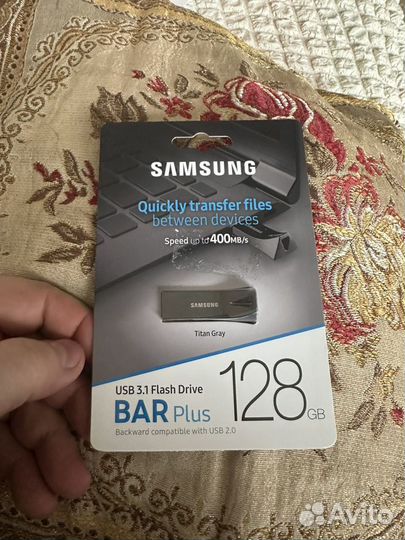 SAMSUNG
Quickly transfer files
between devices
Speed up to 400MB/s
SAMSUNG
Titan Gray
USB 3.1 Flash Drive
BAR Plus
128GB
Backward compatible with USB 2.0
Avito